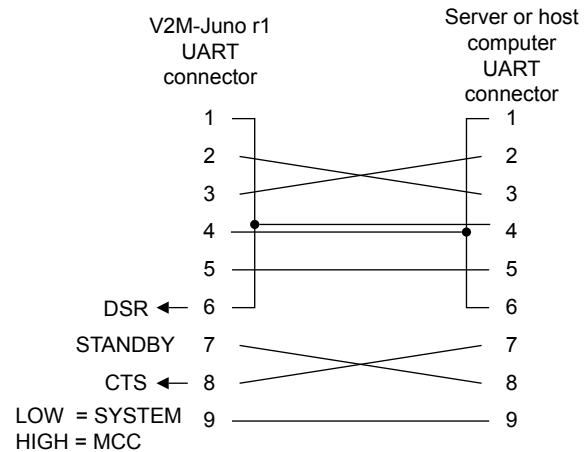 V2M-Juno r1
UART
connector
Server or host
computer
UART
connector
1 1
2 2
3 3
4 4
5 5
DSR 6 6
STANDBY 7 7
CTS 8 8
LOW = SYSTEM
HIGH = MCC
9 9